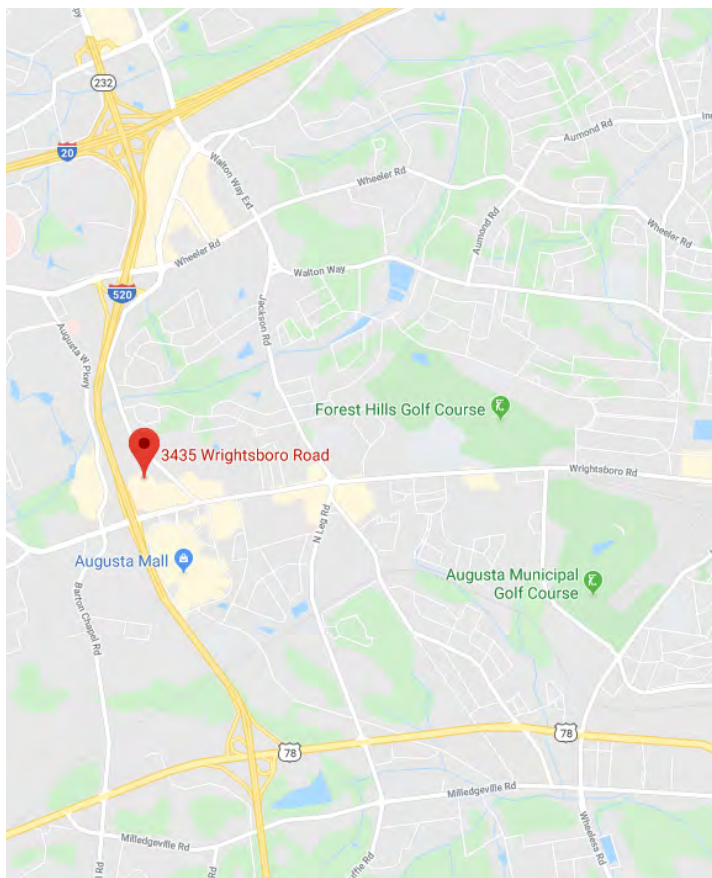 232
20
Walton Way Ext
Wheeler Rd
Aumond Rd
Aumond Rd
Wheeler Rd
Wheeler Rd
Walton Way
520
Augusta W Pkwy
Jackson Rd
Forest Hills Golf Course
3435 Wrightsboro Road
Wrightsboro Rd
N Leg Rd
Augusta Mall
Augusta Municipal
Golf Course
Barton Chapel Rd
78
78
Milledgeville Rd
Milledgeville Rd
Wheeless Rd
Rd